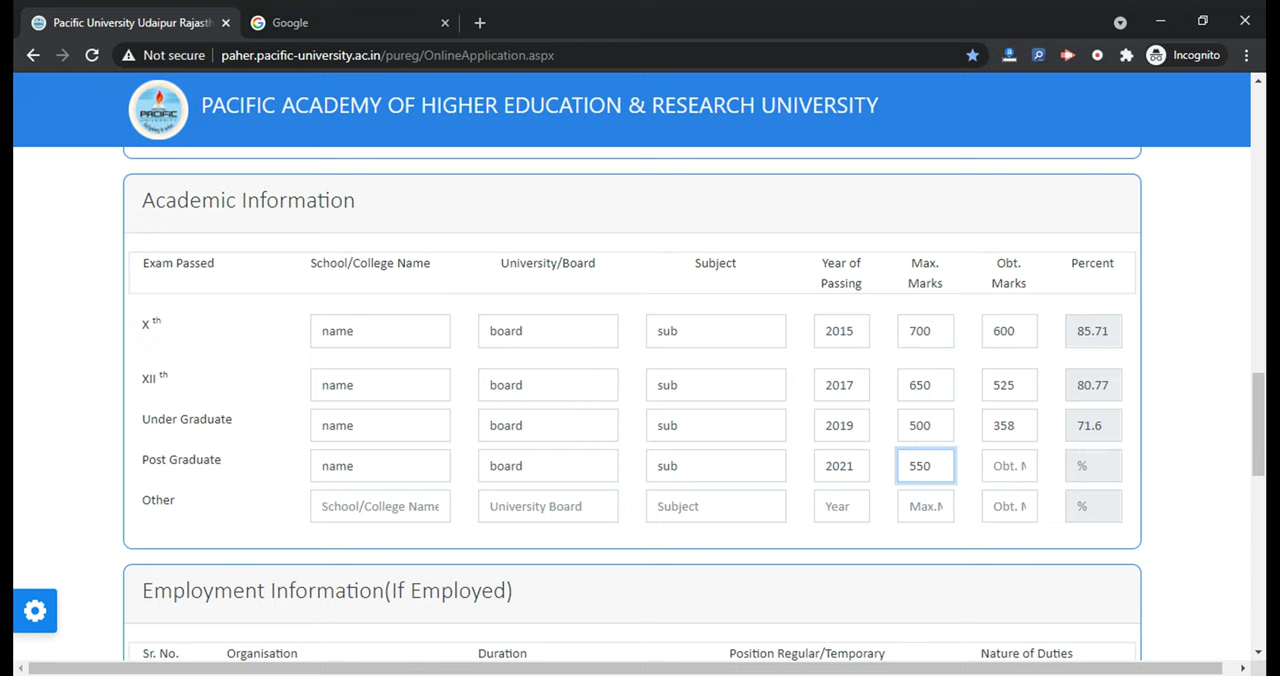 Pacific University Udaipur Rajasth
Google
Not secure
paher.pacific-university.ac.in/pureg/OnlineApplication.aspx
Incognito
PACIFIC
PACIFIC ACADEMY OF HIGHER EDUCATION & RESEARCH UNIVERSITY
Academic Information
Exam Passed School/College Name University/Board Subject Year of Passing Max. Marks Obt. Marks Percent
X th name board sub 2015 700 600 85.71
XII th name board sub 2017 650 525 80.77
Under Graduate name board sub 2019 500 358 71.6
Post Graduate name board sub 2021 550 Obt. M %
Other School/College Name University Board Subject Year Max.M Obt. M %
Employment Information(If Employed)
Sr. No. Organisation Duration Position Regular/Temporary Nature of Duties